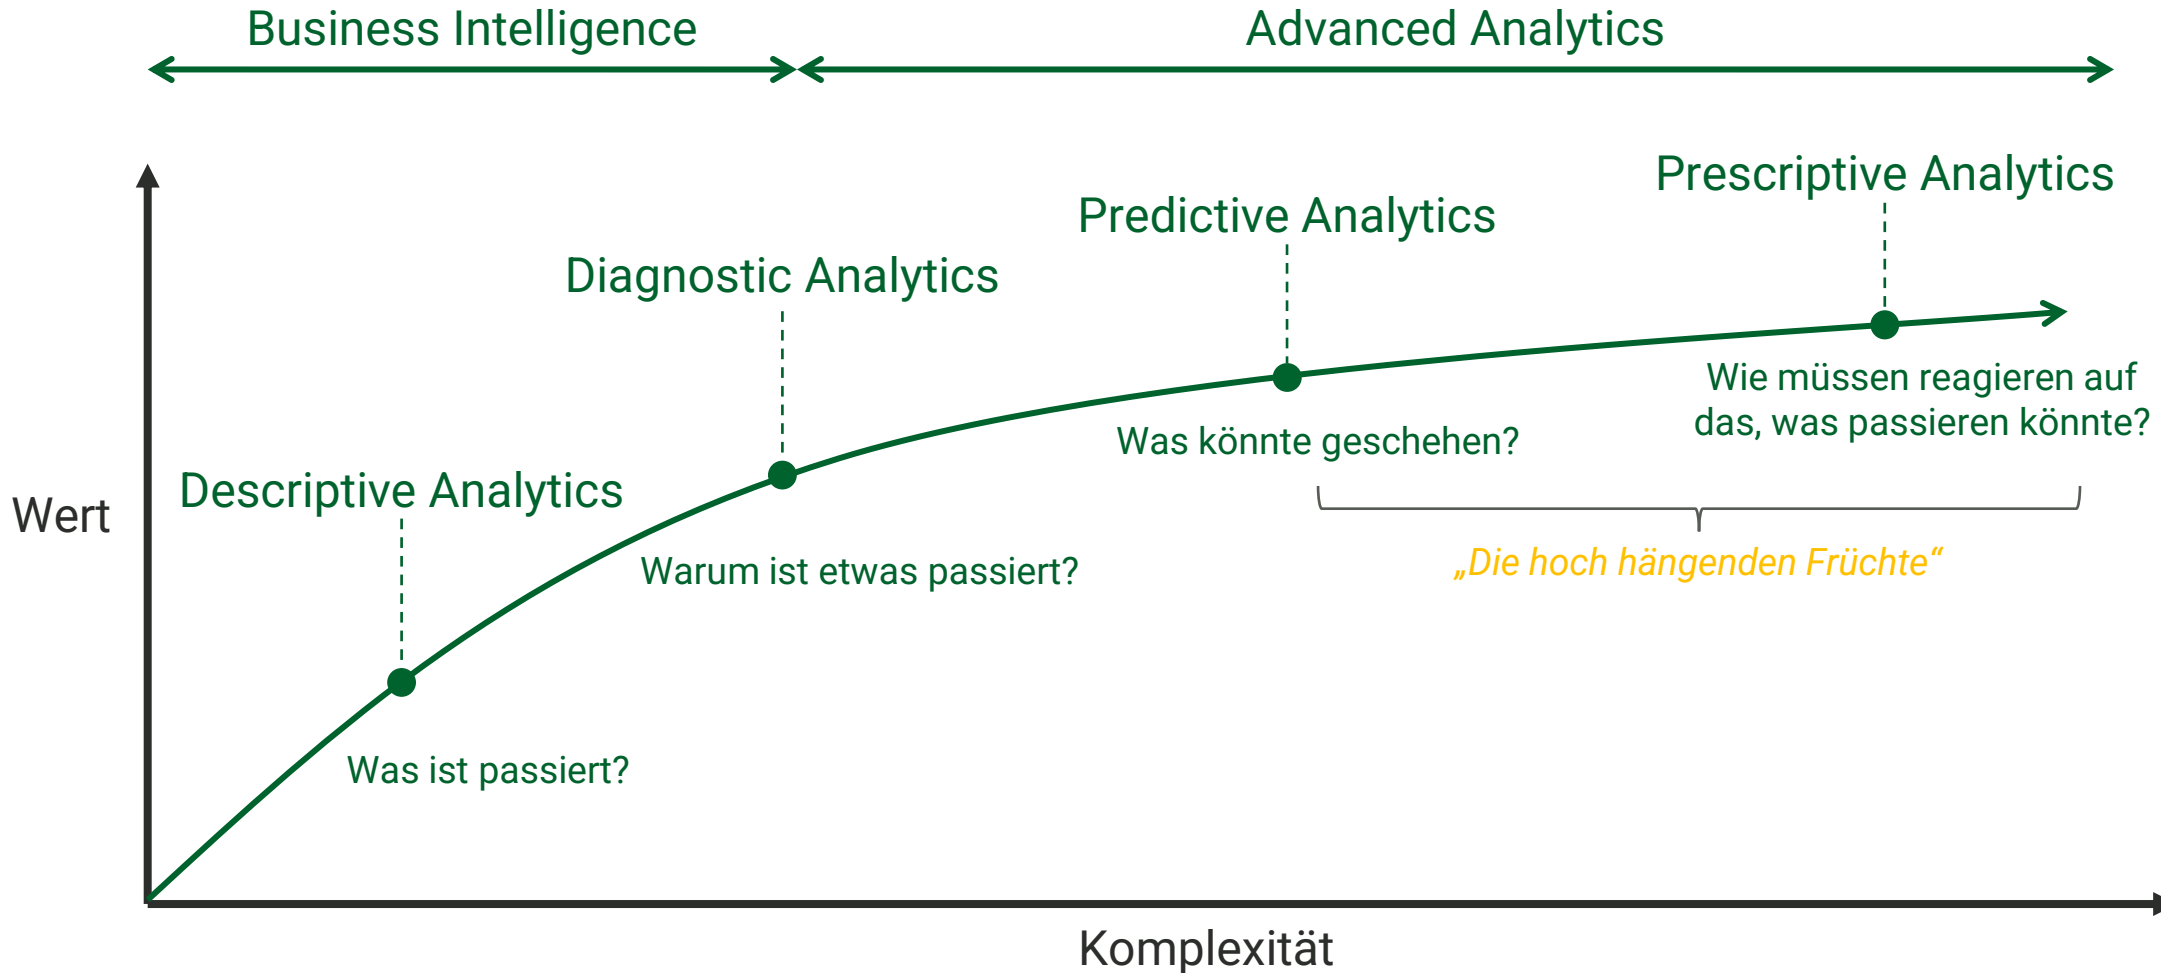 Business Intelligence
Advanced Analytics
Prescriptive Analytics
Predictive Analytics
Diagnostic Analytics
Wie müssen reagieren auf
das, was passieren könnte?
Was könnte geschehen?
Descriptive Analytics
Wert
„Die hoch hängenden Früchte“
Warum ist etwas passiert?
Was ist passiert?
Komplexität